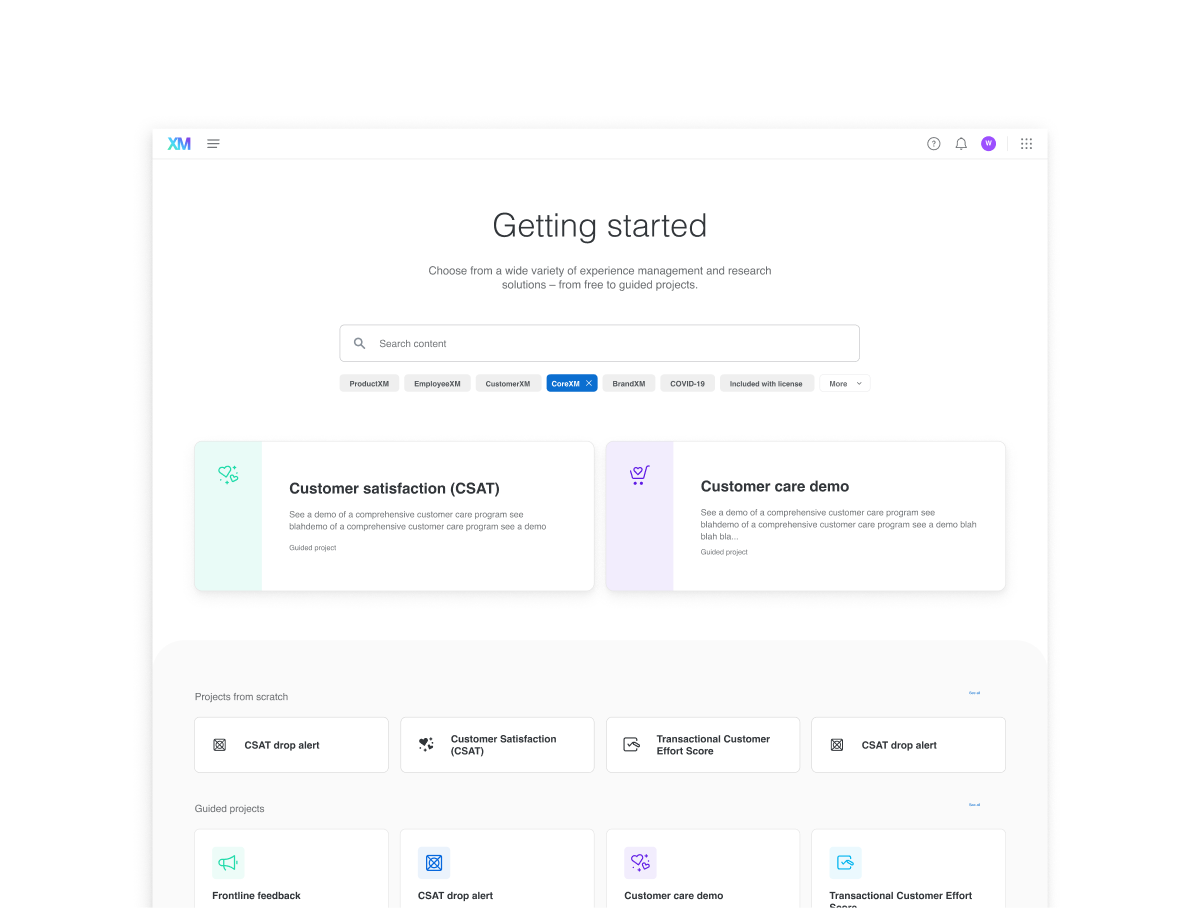 XM
?
W
Getting started
Choose from a wide variety of experience management and research
solutions – from free to guided projects.
Search content
ProductXM EmployeeXM CustomerXM CoreXM BrandXM COVID-19 Included with license More
Customer satisfaction (CSAT)
See a demo of a comprehensive customer care program see
blahdemo of a comprehensive customer care program see a demo
Guided project
Customer care demo
See a demo of a comprehensive customer care program see
blahdemo of a comprehensive customer care program see a demo blah
blah bla...
Guided project
Projects from scratch
CSAT drop alert
Customer Satisfaction
(CSAT)
Transactional Customer
Effort Score
CSAT drop alert
Guided projects
Frontline feedback
CSAT drop alert
Customer care demo
Transactional Customer Effort
Score